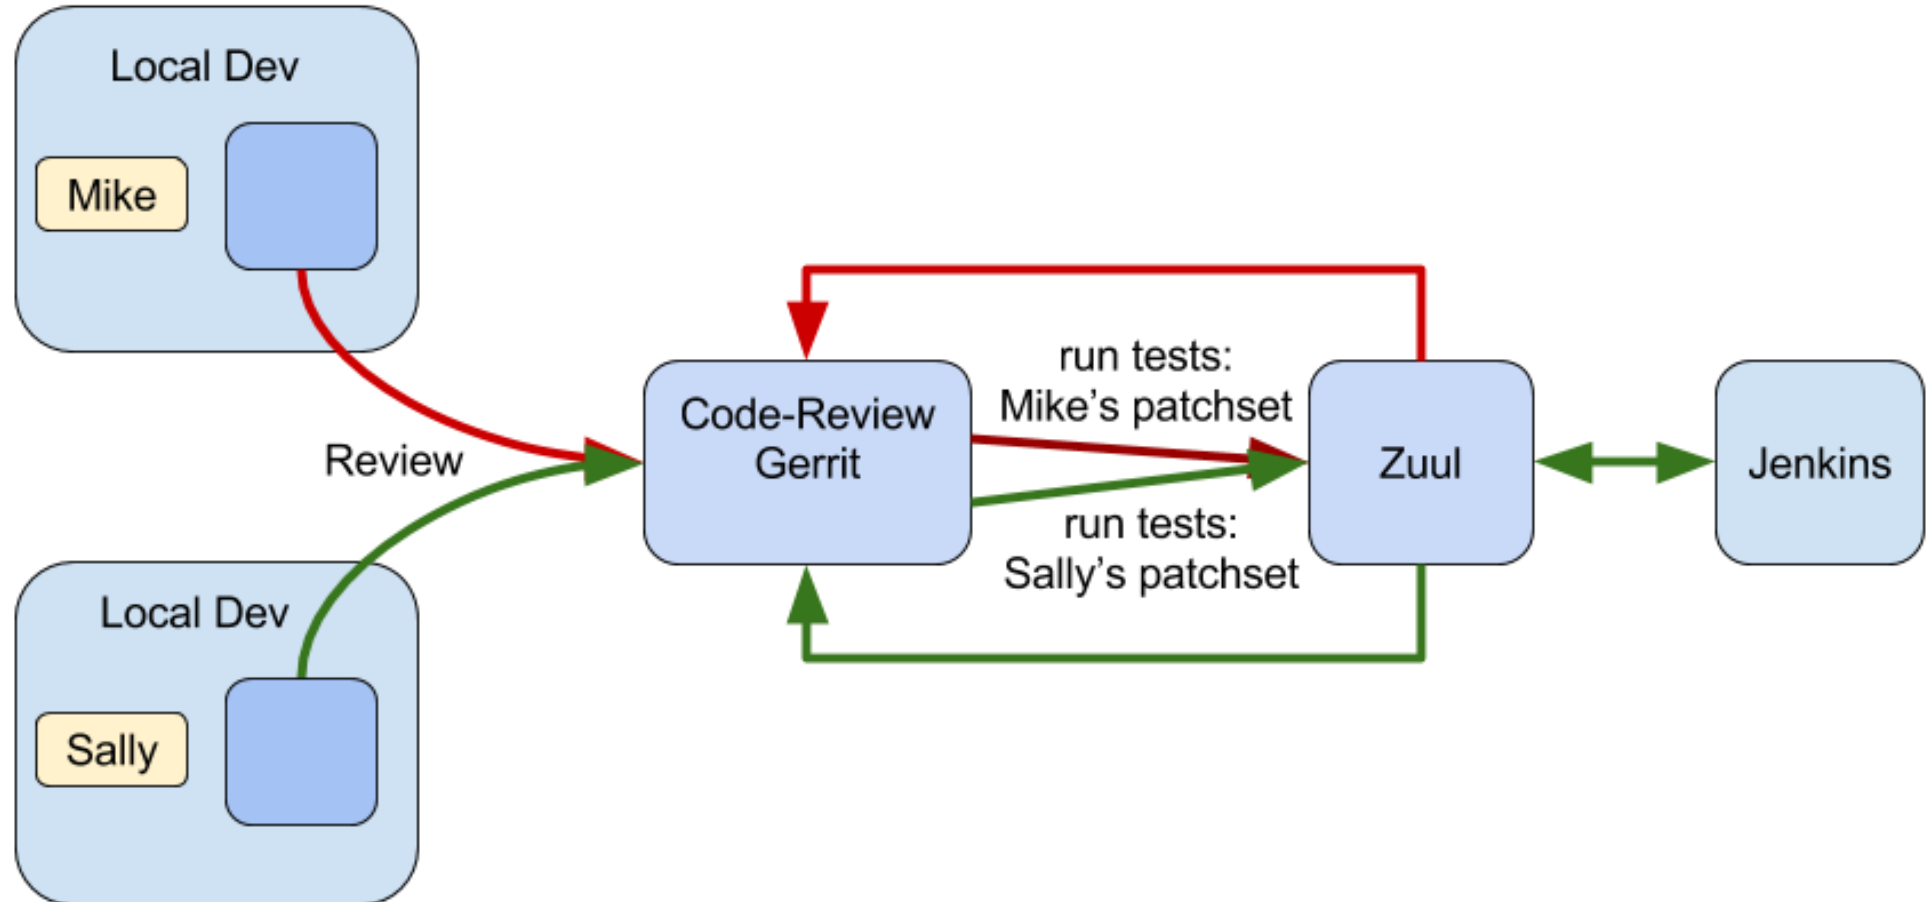 Local Dev
Mike
Review
Local Dev
Sally
Code-Review
Gerrit
run tests:
Mike's patchset
run tests:
Sally's patchset
Zuul
Jenkins